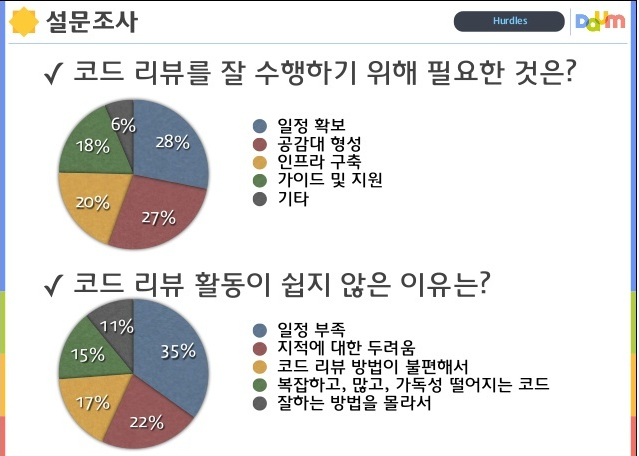 설문조사
Hurdles
Daum
✓ 코드 리뷰를 잘 수행하기 위해 필요한 것은?
6%
28%
18%
20%
27%
일정 확보
공감대 형성
인프라 구축
가이드 및 지원
기타
✓ 코드 리뷰 활동이 쉽지 않은 이유는?
11%
35%
15%
17%
22%
일정 부족
지적에 대한 두려움
코드 리뷰 방법이 불편해서
복잡하고, 많고, 가독성 떨어지는 코드
잘하는 방법을 몰라서